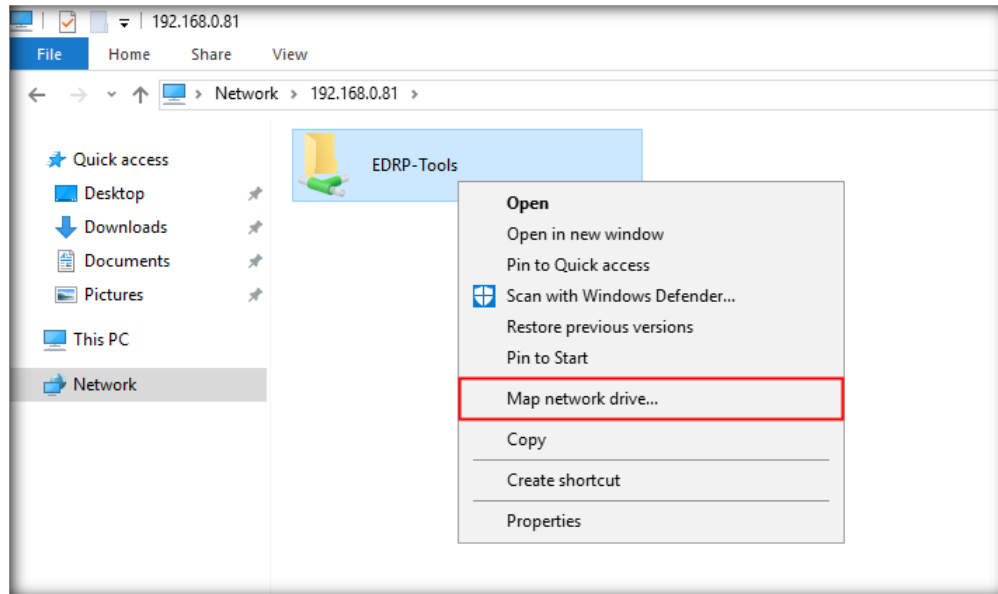 192.168.0.81
File Home Share View
Network > 192.168.0.81 >
Quick access
Desktop
Downloads
Documents
Pictures
This PC
Network
EDRP-Tools
Open
Open in new window
Pin to Quick access
Scan with Windows Defender...
Restore previous versions
Pin to Start
Map network drive...
Copy
Create shortcut
Properties